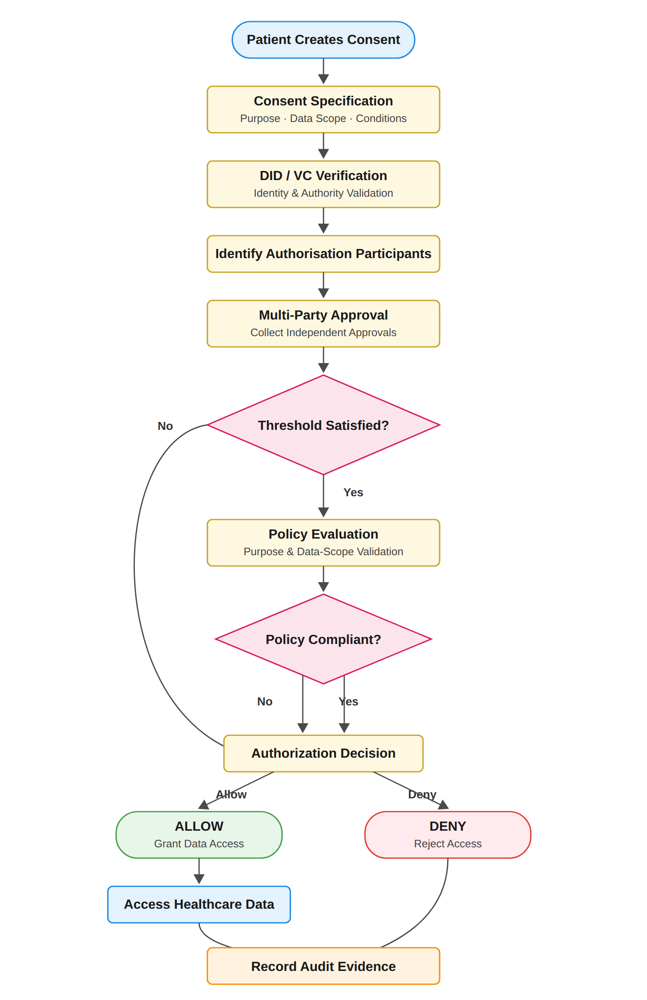 Patient Creates Consent
Consent Specification
Purpose · Data Scope · Conditions
DID / VC Verification
Identity & Authority Validation
Identify Authorisation Participants
Multi-Party Approval
Collect Independent Approvals
Threshold Satisfied?
No
Yes
Policy Evaluation
Purpose & Data-Scope Validation
Policy Compliant?
No
Yes
Authorization Decision
Allow
Deny
ALLOW
Grant Data Access
DENY
Reject Access
Access Healthcare Data
Record Audit Evidence